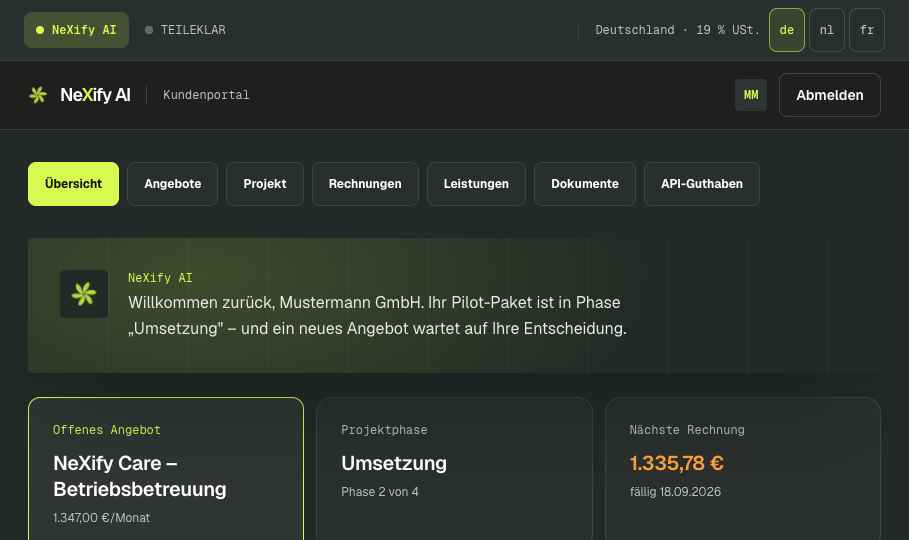 NeXify AI TEILEKLAR Deutschland · 19 % USt. de nl fr
NeXify AI Kundenportal MM Abmelden
Übersicht Angebote Projekt Rechnungen Leistungen Dokumente API-Guthaben
NeXify AI
Willkommen zurück, Mustermann GmbH. Ihr Pilot-Paket ist in Phase
„Umsetzung" – und ein neues Angebot wartet auf Ihre Entscheidung.
Offenes Angebot
NeXify Care –
Betriebsbetreuung
1.347,00 €/Monat
Projektphase
Umsetzung
Phase 2 von 4
Nächste Rechnung
1.335,78 €
fällig 18.09.2026